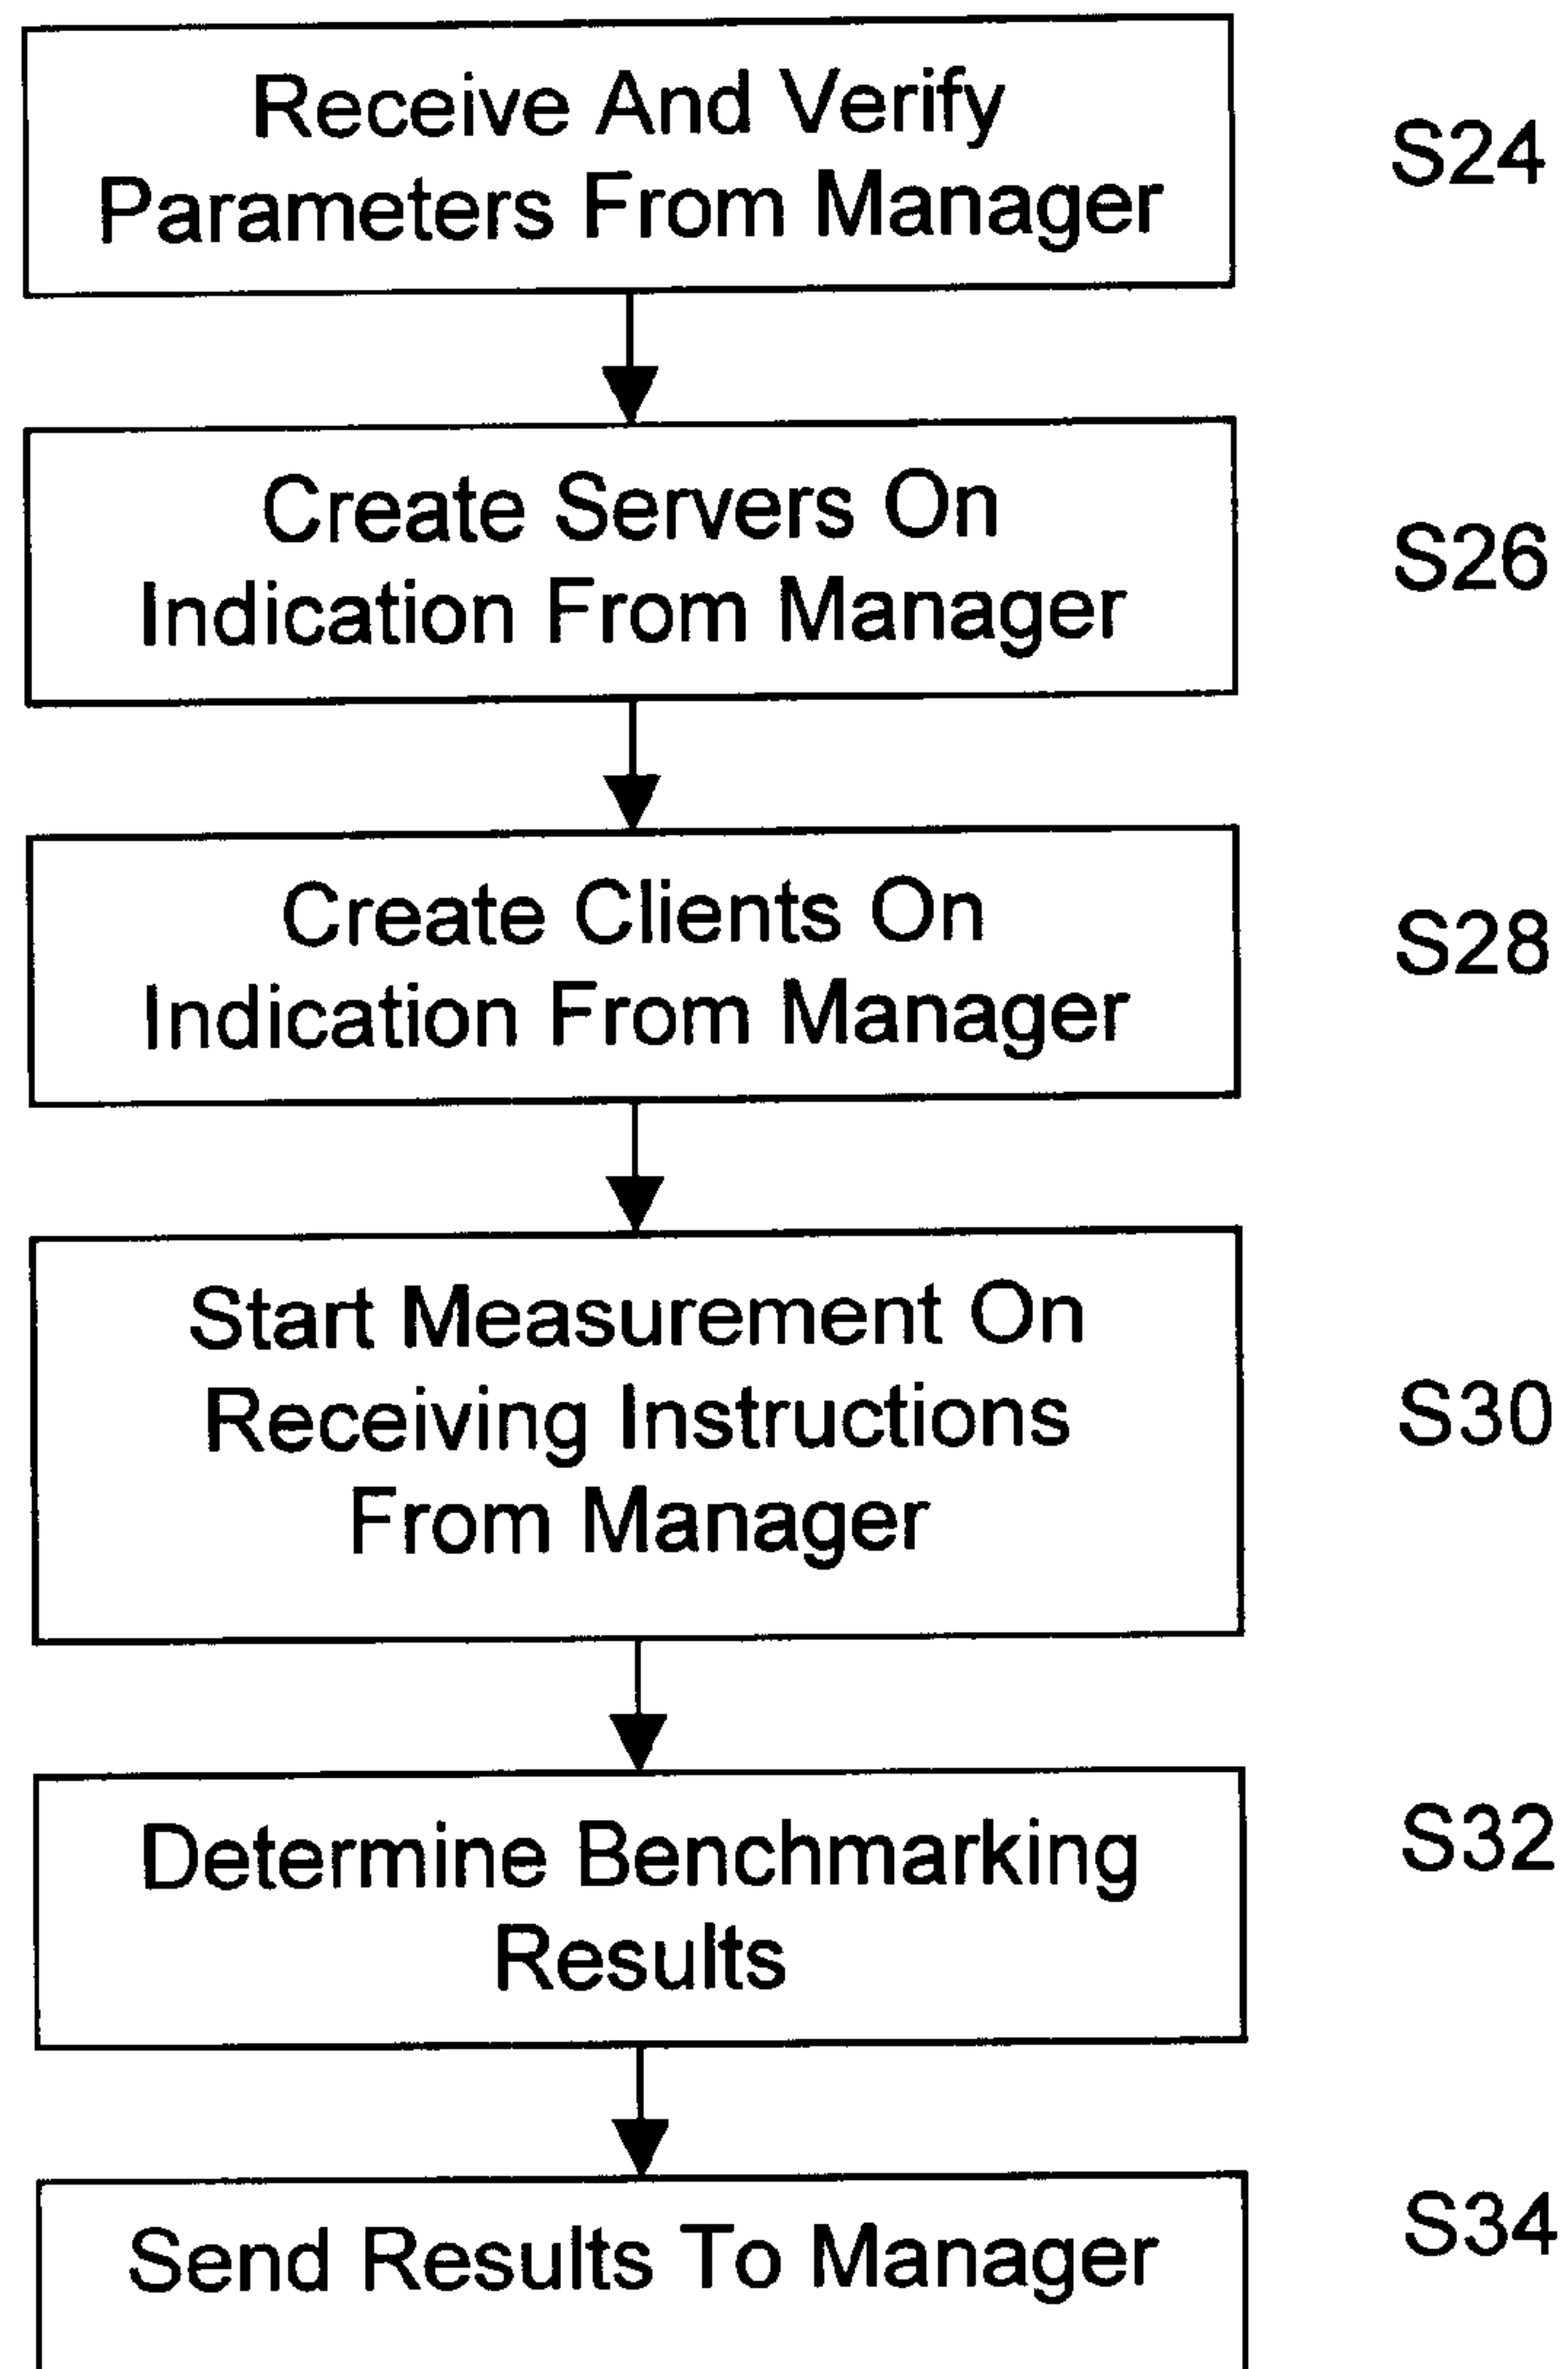 Receive And Verify
Parameters From Manager
S24
Create Servers On
Indication From Manager
S26
Create Clients On
Indication From Manager
S28
Start Measurement On
Receiving Instructions
From Manager
S30
Determine Benchmarking
Results
S32
Send Results To Manager
S34